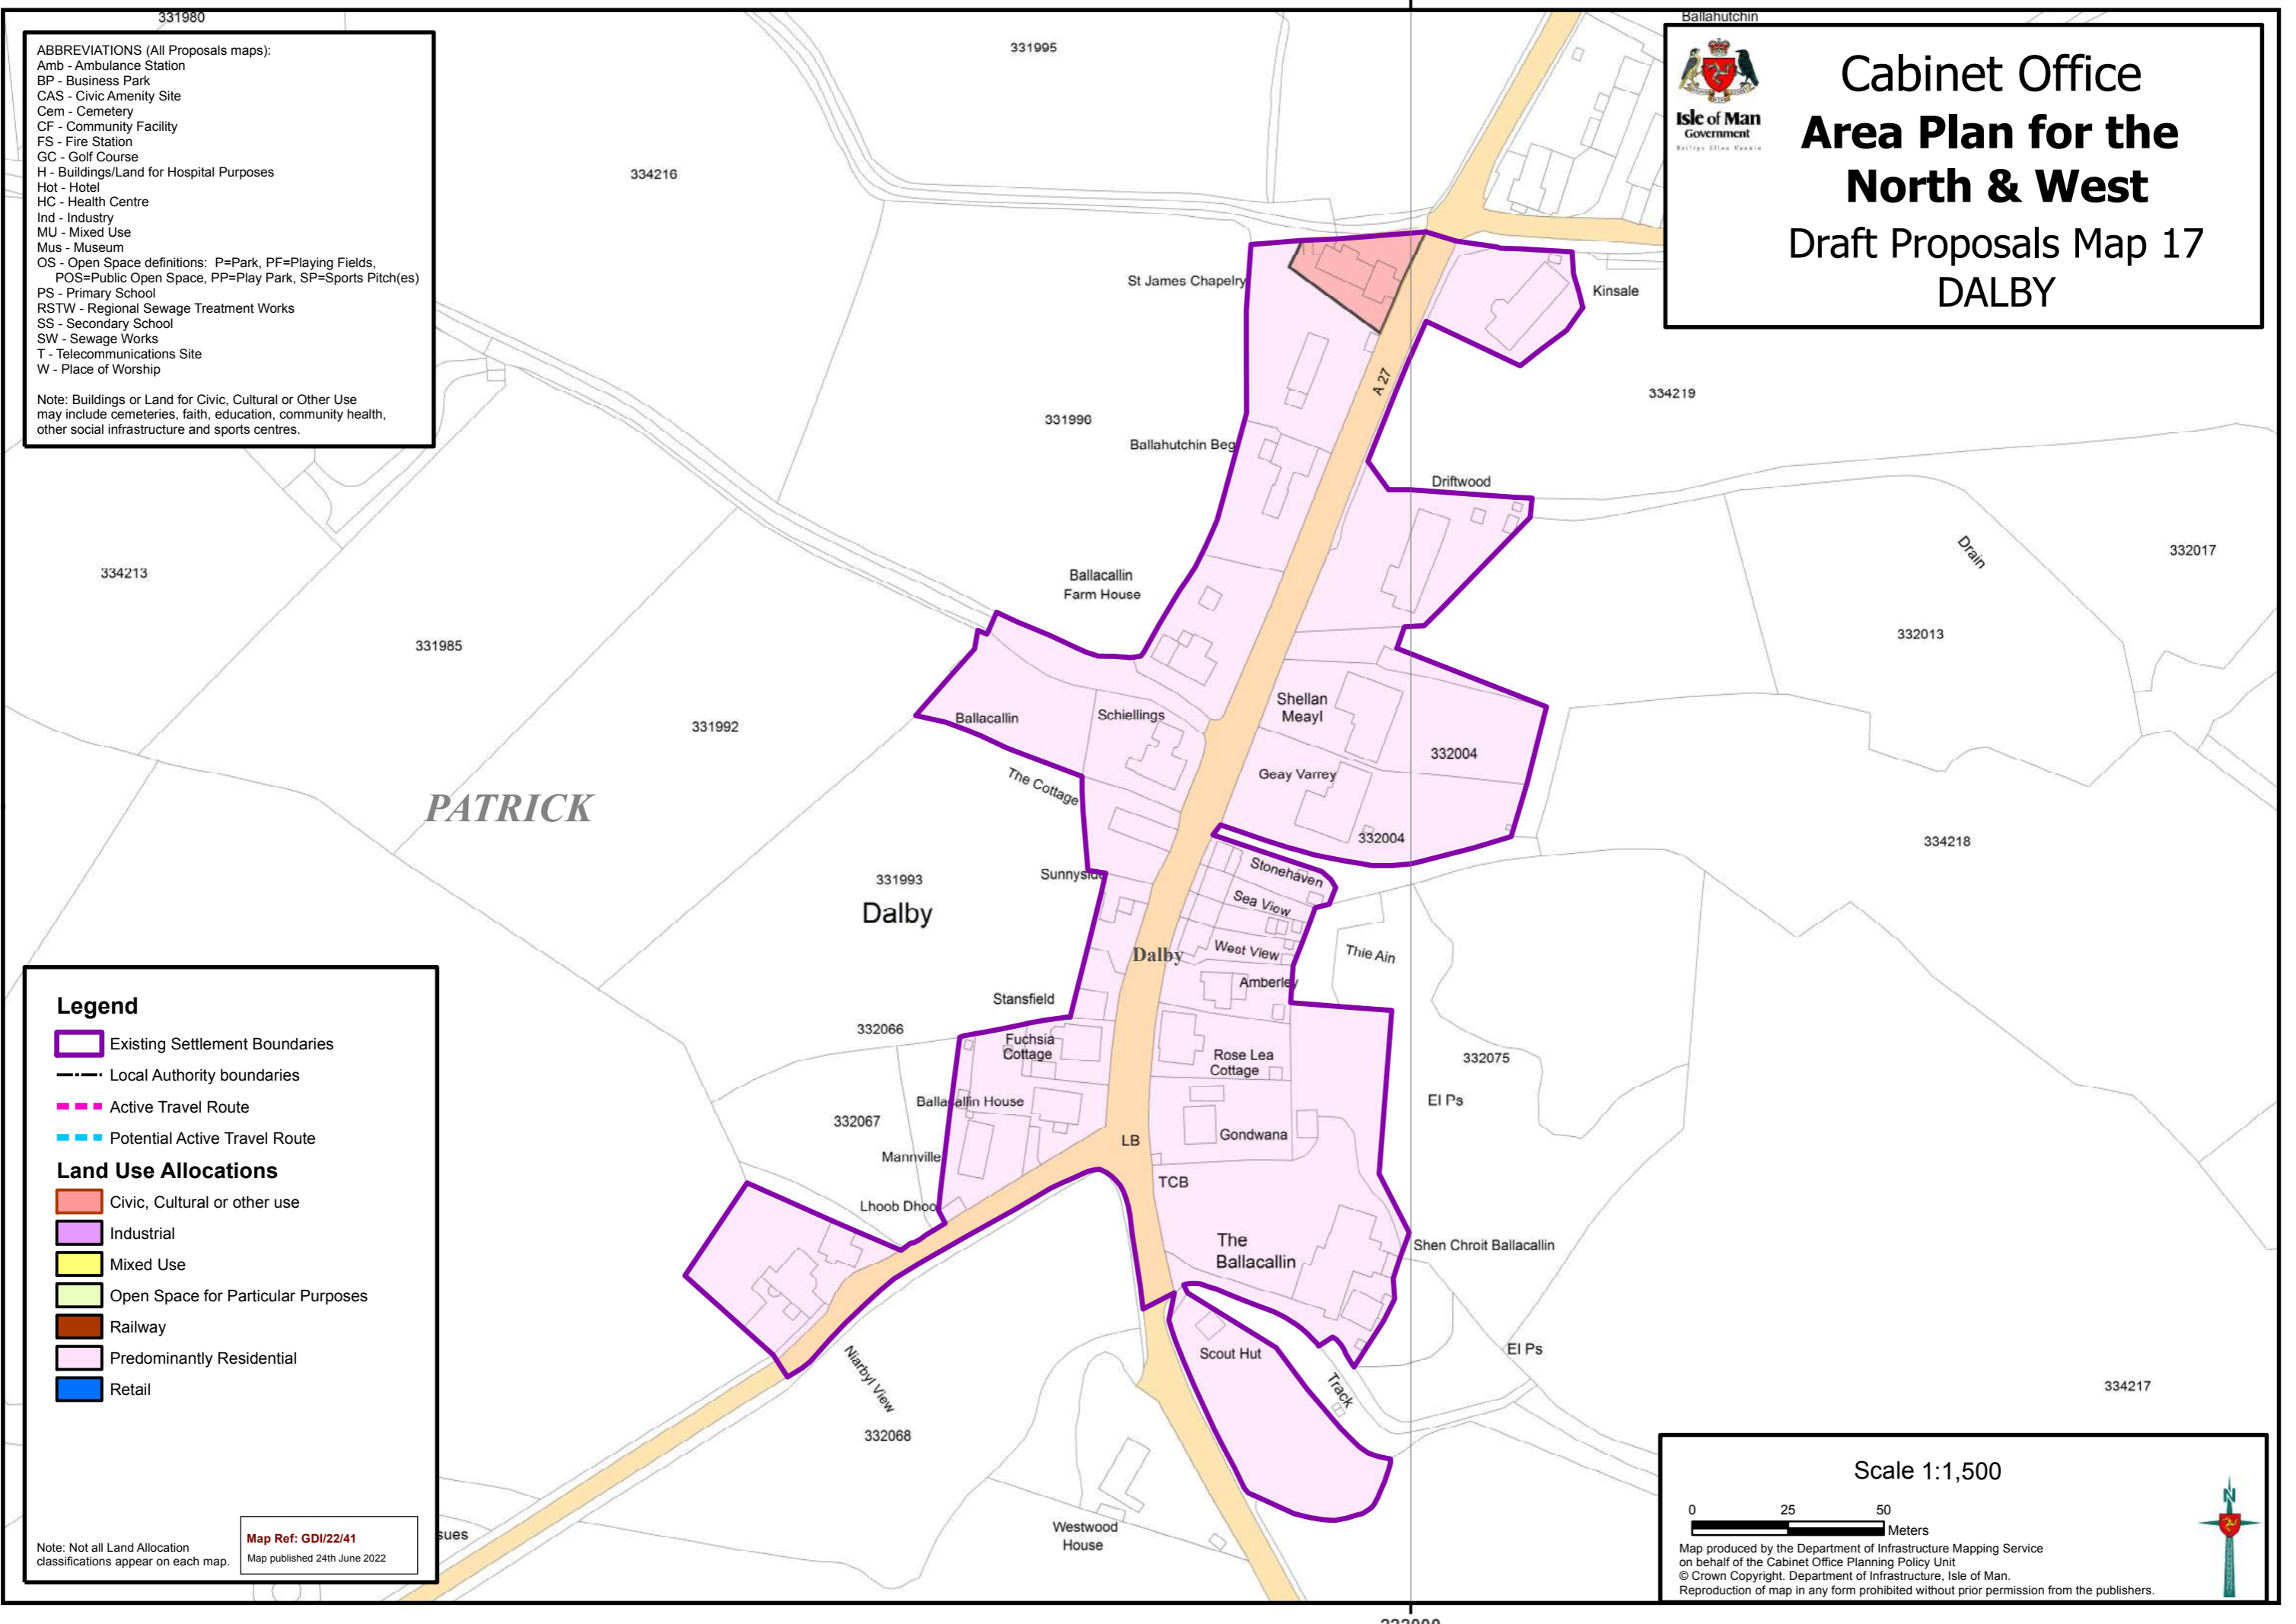 331980
331995
Ballahutchin
ABBREVIATIONS (All Proposals maps):
Amb - Ambulance Station
BP - Business Park
CAS - Civic Amenity Site
Cem - Cemetery
CF - Community Facility
FS - Fire Station
GC - Golf Course
H - Buildings/Land for Hospital Purposes
Hot - Hotel
HC - Health Centre
Ind - Industry
MU - Mixed Use
Mus - Museum
OS - Open Space definitions: P=Park, PF=Playing Fields,
POS=Public Open Space, PP=Play Park, SP=Sports Pitch(es)
PS - Primary School
RSTW - Regional Sewage Treatment Works
SS - Secondary School
SW - Sewage Works
T - Telecommunications Site
W - Place of Worship
Note: Buildings or Land for Civic, Cultural or Other Use
may include cemeteries, faith, education, community health,
other social infrastructure and sports centres.
Isle of Man
Government
Reiltys Ellan Vannin
Cabinet Office
Area Plan for the
North & West
Draft Proposals Map 17
DALBY
334216
St James Chapelry
Kinsale
A 27
334219
331996
Ballahutchin Beg
Driftwood
Drain
332017
334213
Ballacallin
Farm House
332013
331985
Shellan
Meayl
Ballacallin
Schiellings
331992
332004
Geay Varrey
The Cottage
PATRICK
332004
334218
Stonehaven
Sunnyside
331993
Sea View
Dalby
West View
Dalby
Thie Ain
Amberley
Stansfield
332066
Fuchsia
Cottage
Rose Lea
Cottage
332075
Ballacallin House
El Ps
332067
LB
Gondwana
Mannville
TCB
Lhoob Dhoo
The
Ballacallin
Shen Chroit Ballacallin
Niarbyl View
Scout Hut
El Ps
Track
334217
332068
Westwood
House
sues
Legend
Existing Settlement Boundaries
Local Authority boundaries
Active Travel Route
Potential Active Travel Route
Land Use Allocations
Civic, Cultural or other use
Industrial
Mixed Use
Open Space for Particular Purposes
Railway
Predominantly Residential
Retail
Note: Not all Land Allocation
classifications appear on each map.
Map Ref: GDI/22/41
Map published 24th June 2022
Scale 1:1,500
0 25 50
Meters
N
Map produced by the Department of Infrastructure Mapping Service
on behalf of the Cabinet Office Planning Policy Unit
© Crown Copyright. Department of Infrastructure, Isle of Man.
Reproduction of map in any form prohibited without prior permission from the publishers.